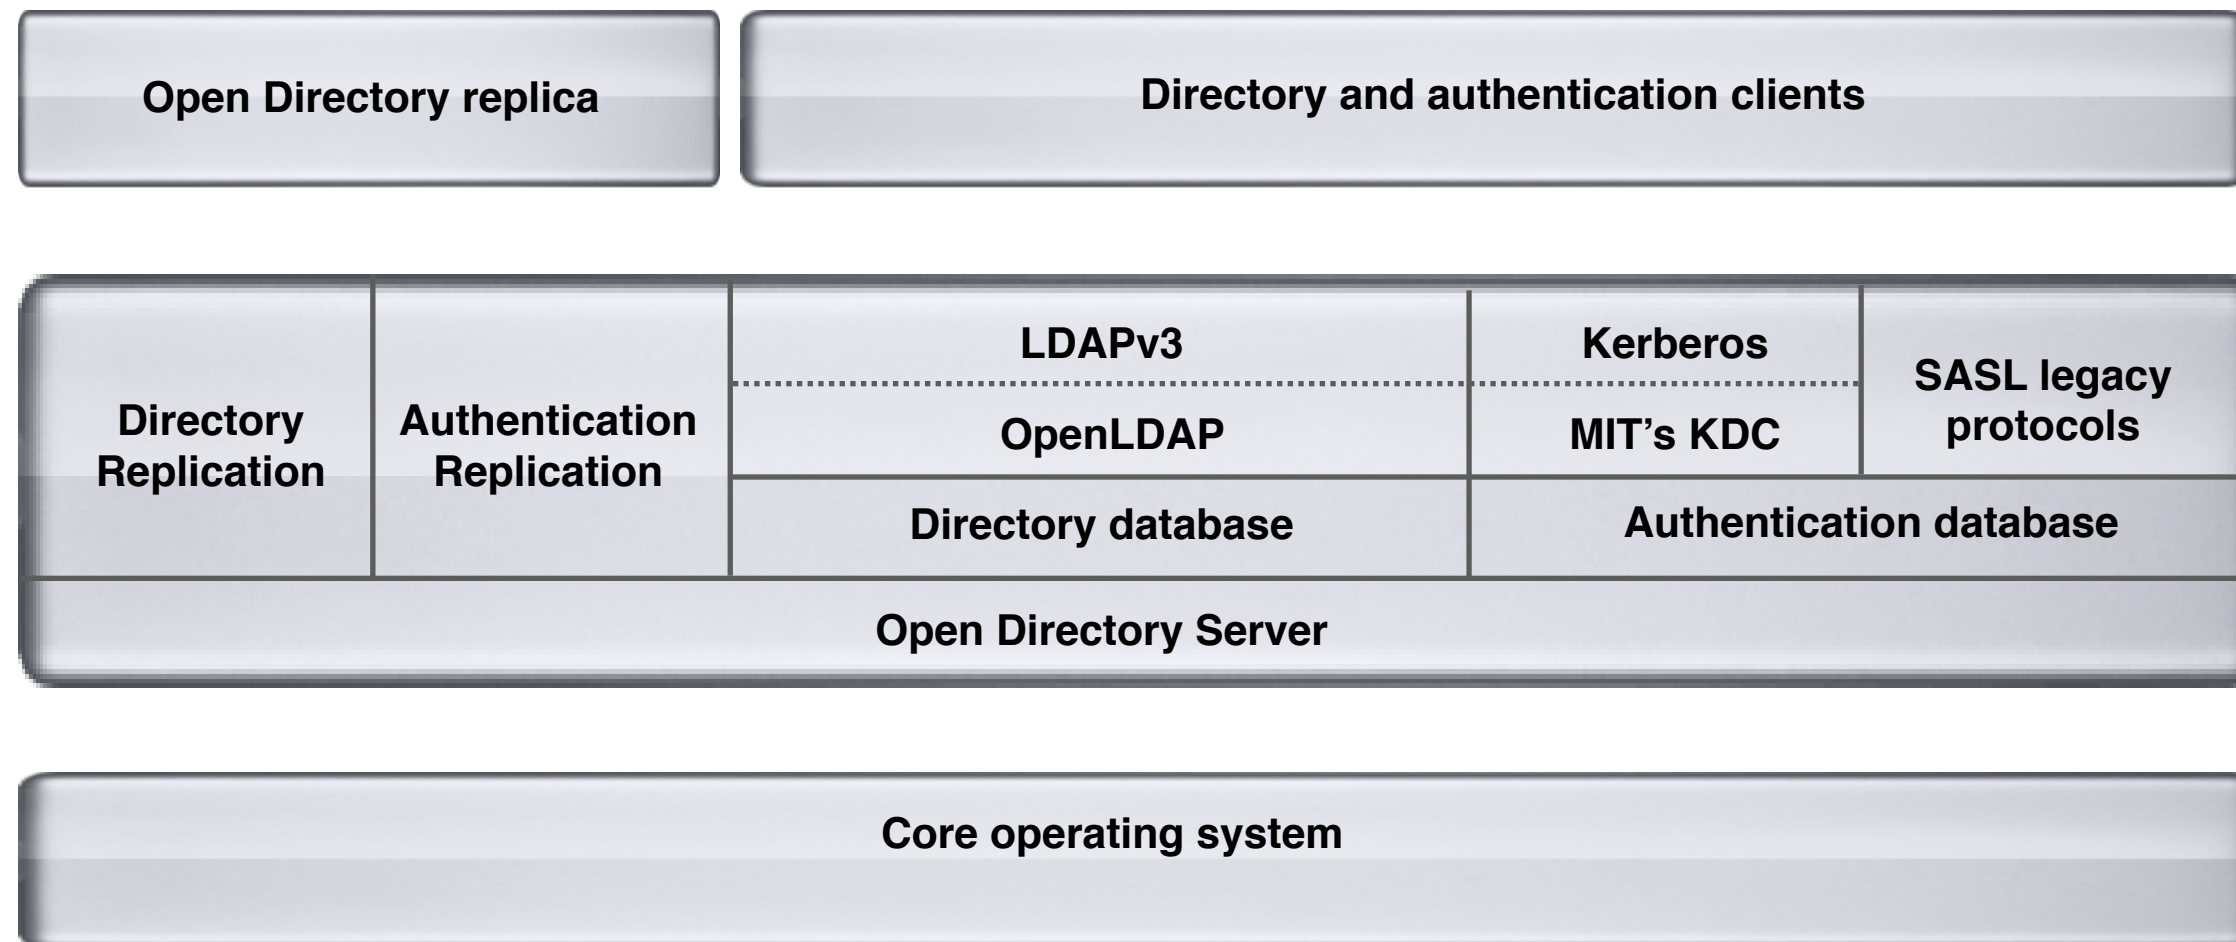 Open Directory replica
Directory and authentication clients
Directory
Replication
Authentication
Replication
LDAPv3
OpenLDAP
Directory database
Kerberos
MIT’s KDC
SASL legacy
protocols
Authentication database
Open Directory Server
Core operating system